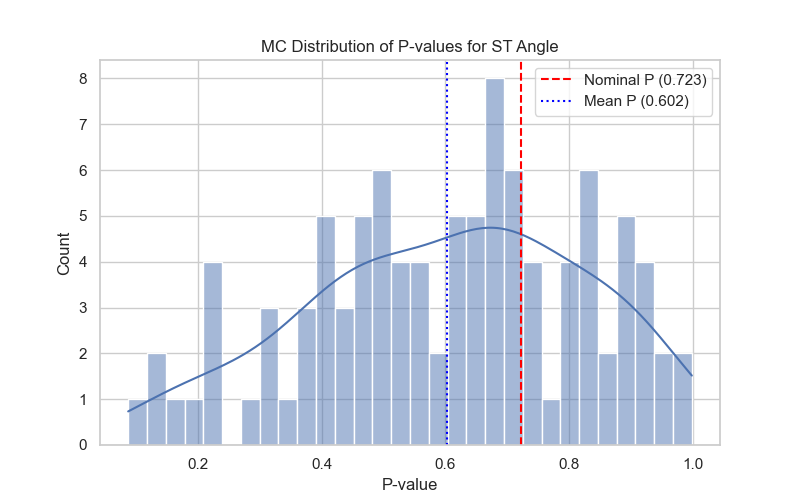 MC Distribution of P-values for ST Angle
Nominal P (0.723)
Mean P (0.602)
8
7
6
5
4
3
2
1
0
Count
0.2 0.4 0.6 0.8 1.0
P-value